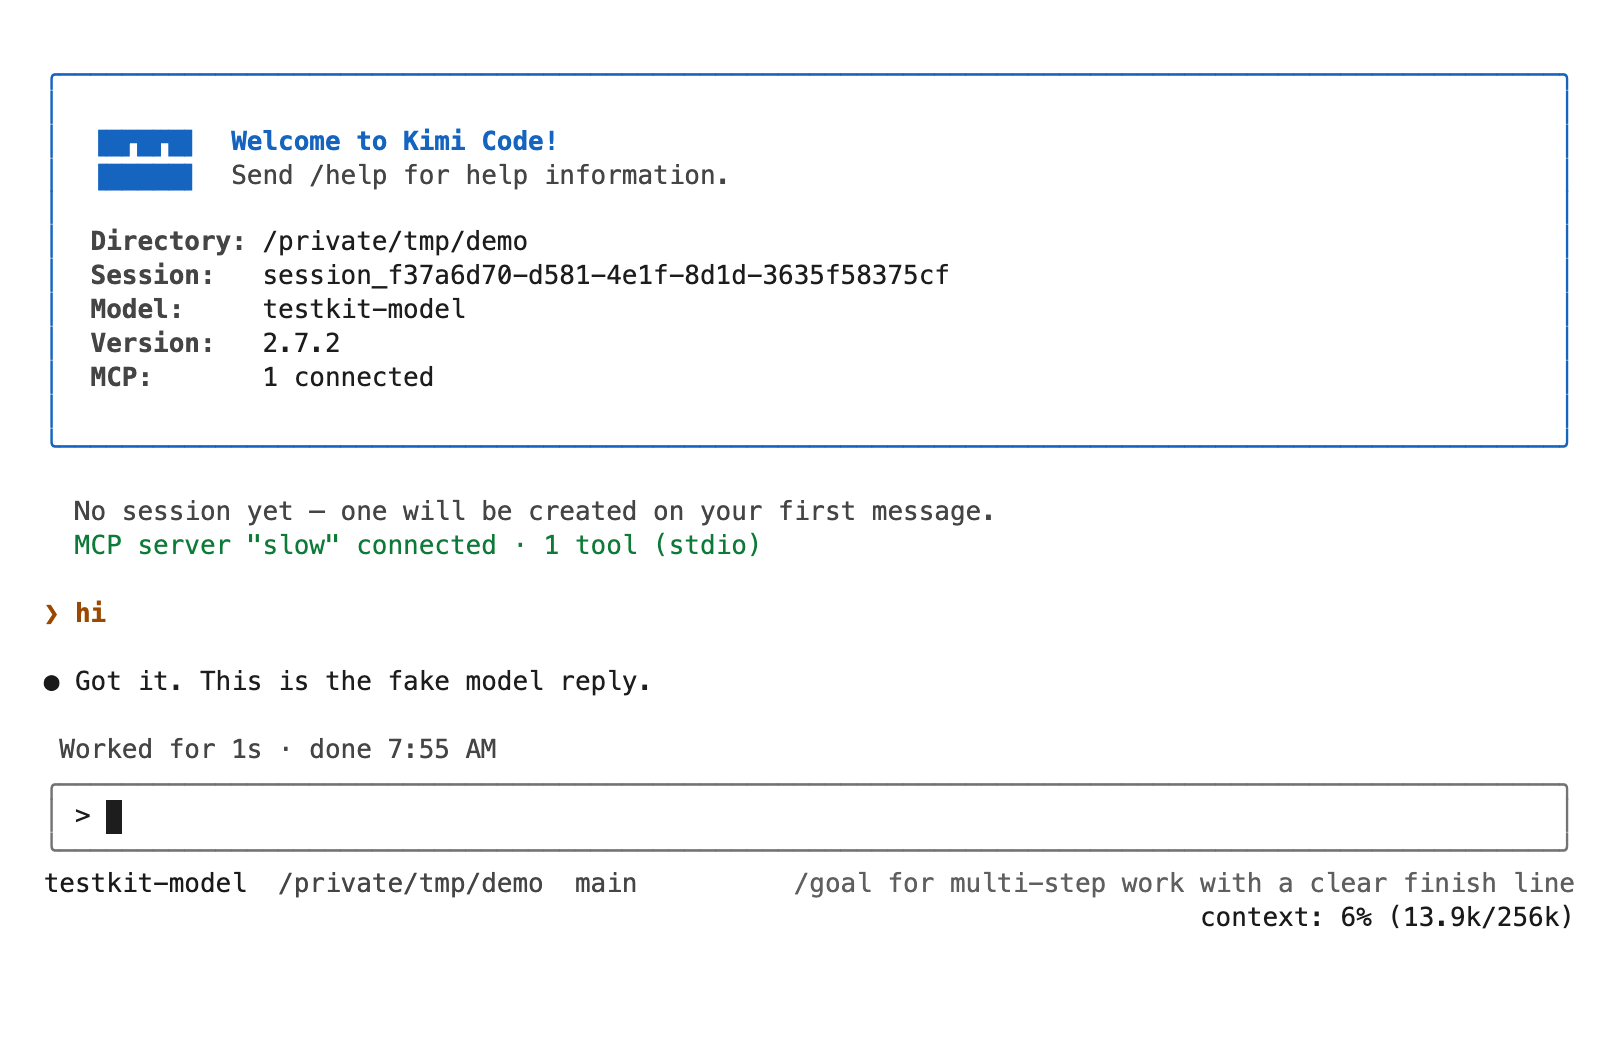 Welcome to Kimi Code!
Send /help for help information.
Directory: /private/tmp/demo
Session: session_f37a6d70-d581-4e1f-8d1d-3635f58375cf
Model: testkit-model
Version: 2.7.2
MCP: 1 connected
No session yet — one will be created on your first message.
MCP server "slow" connected · 1 tool (stdio)
❯ hi
● Got it. This is the fake model reply.
Worked for 1s · done 7:55 AM
>
testkit-model /private/tmp/demo main /goal for multi-step work with a clear finish line
context: 6% (13.9k/256k)